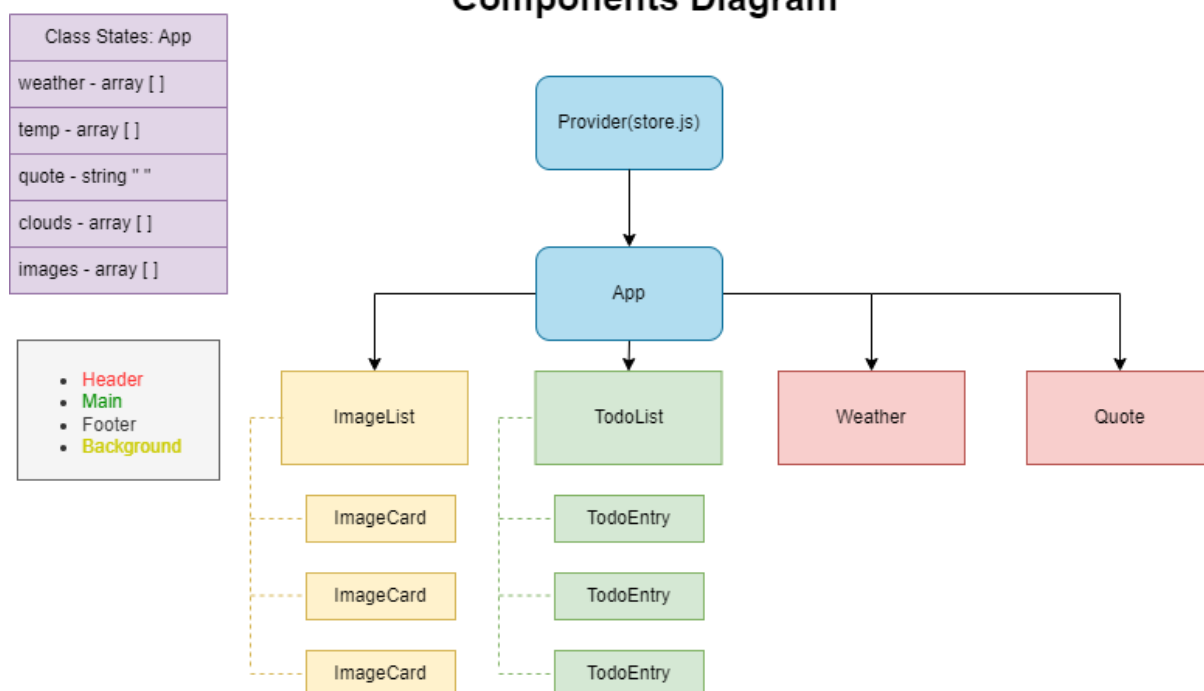 Components Diagram
Class States: App
weather - array [ ]
temp - array [ ]
quote - string " "
clouds - array [ ]
images - array [ ]
Header
Main
Footer
Background
Provider(store.js)
App
ImageList
TodoList
Weather
Quote
ImageCard
TodoEntry
ImageCard
TodoEntry
ImageCard
TodoEntry